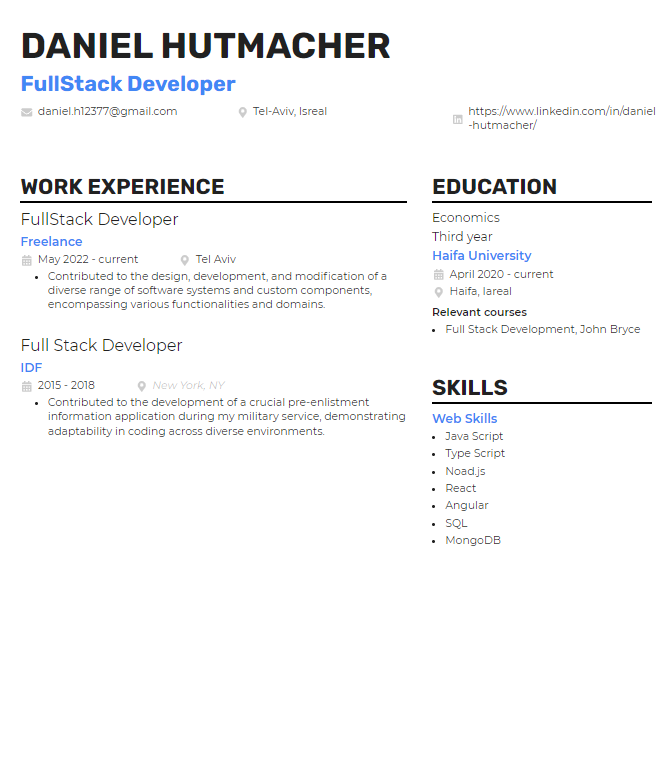 DANIEL HUTMACHER
FullStack Developer
daniel.h12377@gmail.com
Tel-Aviv, Isreal
https://www.linkedin.com/in/daniel
-hutmacher/
WORK EXPERIENCE
FullStack Developer
Freelance
May 2022 - current
Tel Aviv
• Contributed to the design, development, and modification of a
diverse range of software systems and custom components,
encompassing various functionalities and domains.
Full Stack Developer
IDF
2015 - 2018
New York, NY
• Contributed to the development of a crucial pre-enlistment
information application during my military service, demonstrating
adaptability in coding across diverse environments.
EDUCATION
Economics
Third year
Haifa University
April 2020 - current
Haifa, Iareal
Relevant courses
• Full Stack Development, John Bryce
SKILLS
Web Skills
• Java Script
• Type Script
• Noad.js
• React
• Angular
• SQL
• MongoDB